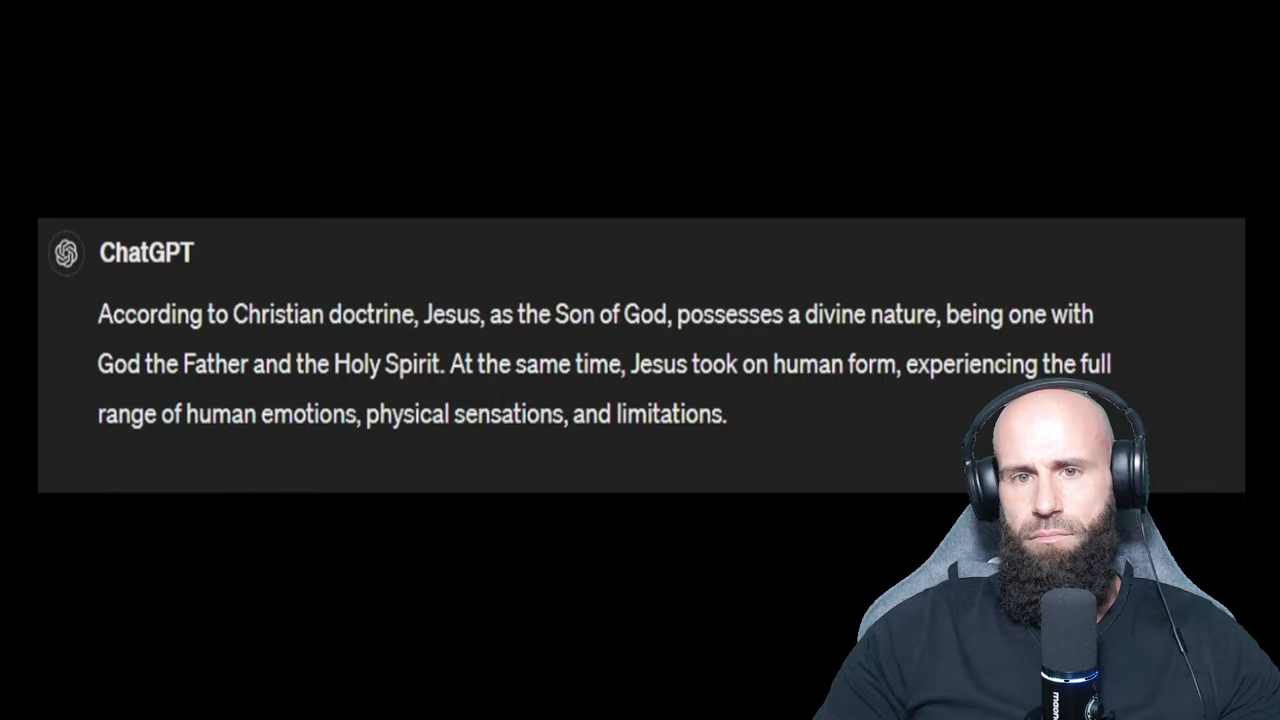 ChatGPT
According to Christian doctrine, Jesus, as the Son of God, possesses a divine nature, being one with
God the Father and the Holy Spirit. At the same time, Jesus took on human form, experiencing the full
range of human emotions, physical sensations, and limitations.